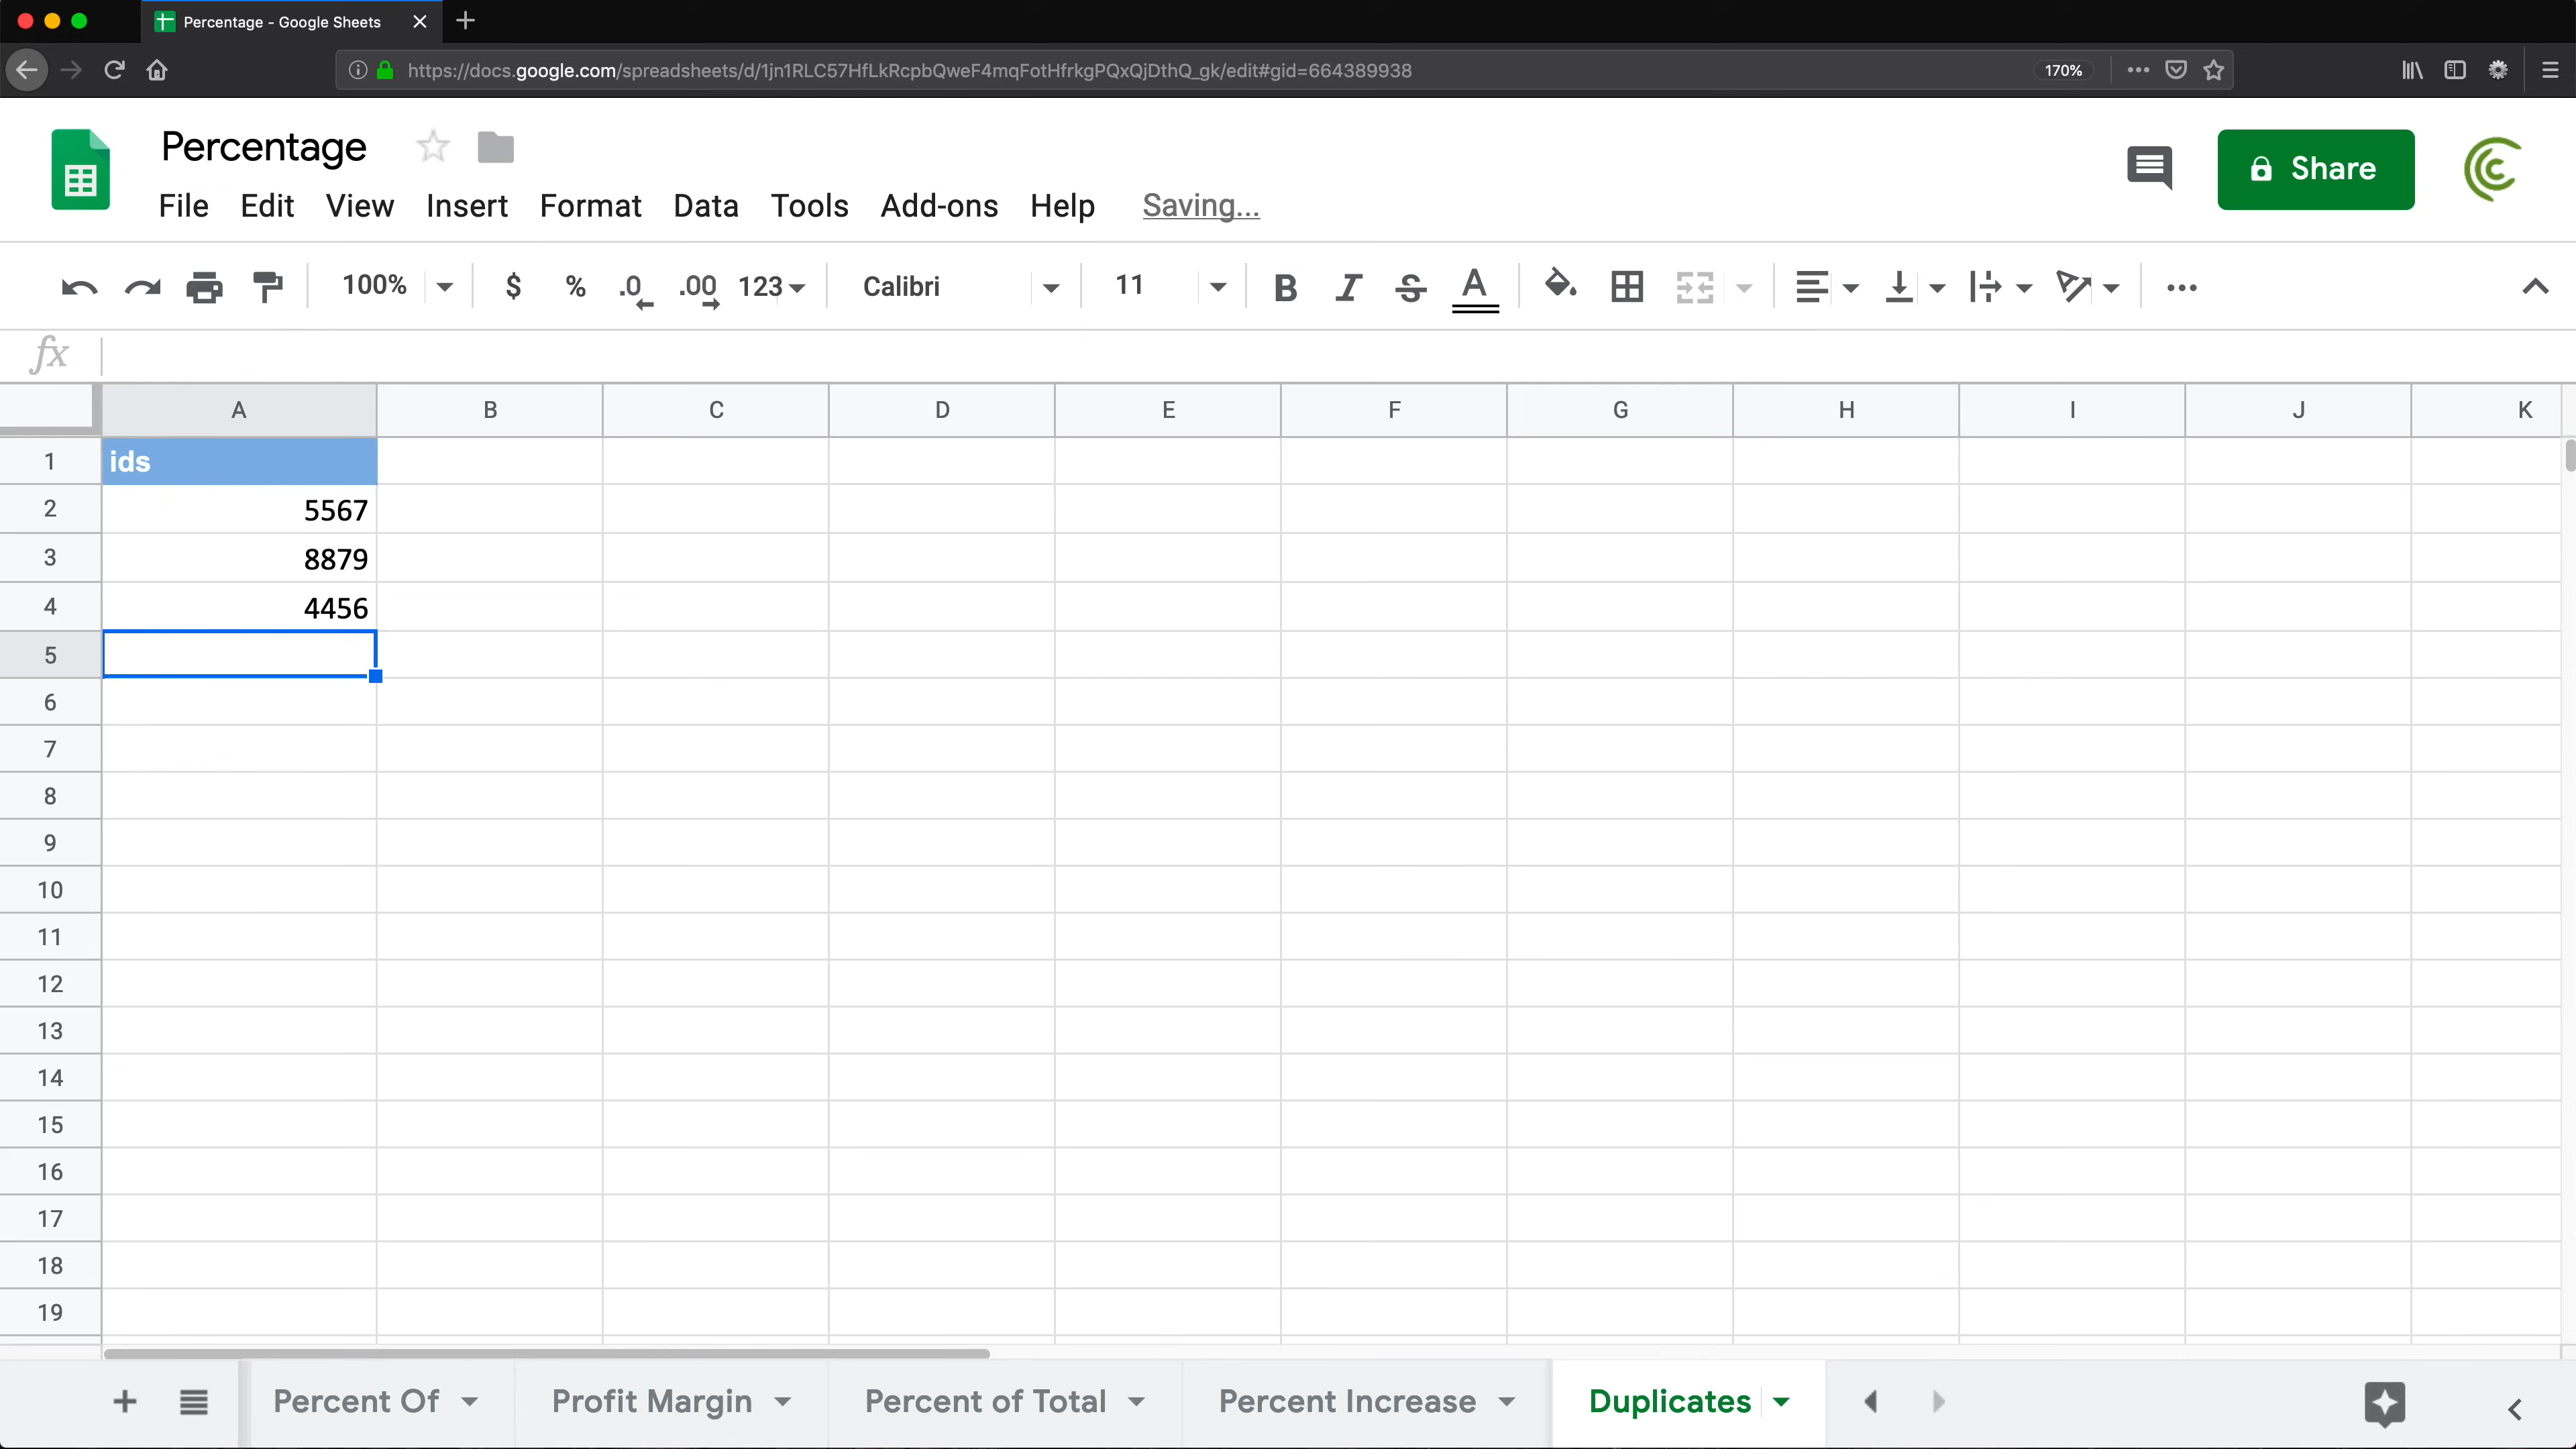 Percentage - Google Sheets
https://docs.google.com/spreadsheets/d/1jn1RLC57HfLkRcpbQweF4mqFotHfrkgPQxQjDthQ_gk/edit#gid=664389938 170%
Percentage
Share
File Edit View Insert Format Data Tools Add-ons Help Saving...
100% $ % .0 .00 123 Calibri 11 B I S A
fx
A B C D E F G H I J K
1 ids
2 5567
3 8879
4 4456
5
6
7
8
9
10
11
12
13
14
15
16
17
18
19
Percent Of Profit Margin Percent of Total Percent Increase Duplicates